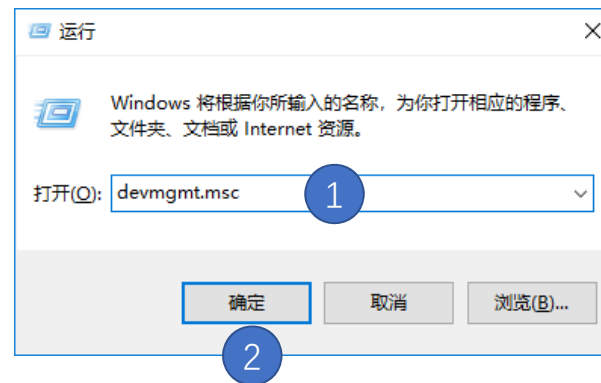 运行
Windows 将根据你所输入的名称，为你打开相应的程序、
文件夹、文档或 Internet 资源。
打开(O): devmgmt.msc 1
确定 取消 浏览(B)...
2